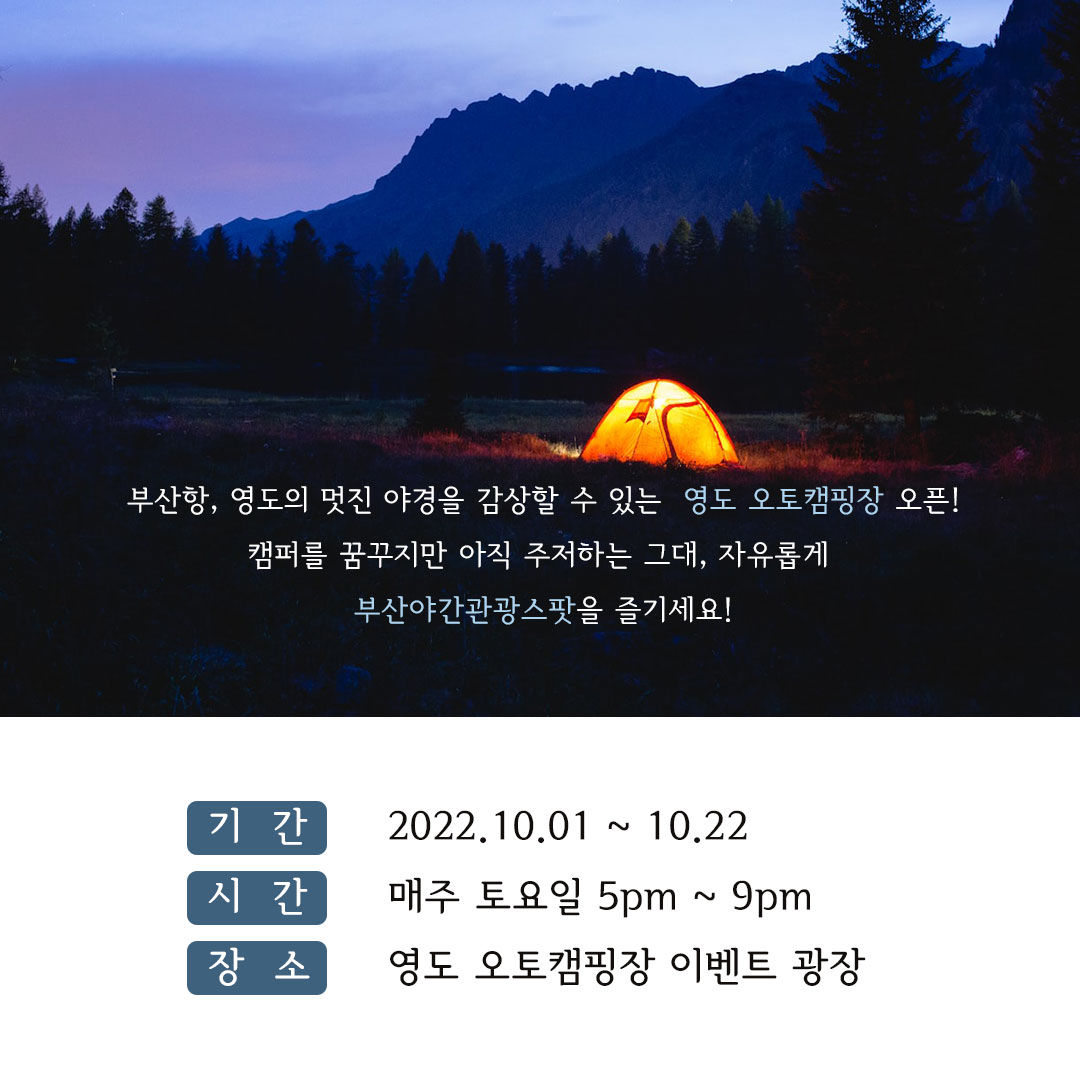 부산항, 영도의 멋진 야경을 감상할 수 있는 영도 오토캠핑장 오픈!
캠퍼를 꿈꾸지만 아직 주저하는 그대, 자유롭게
부산야간관광스팟을 즐기세요!
기 간 2022.10.01 ~ 10.22
시 간 매주 토요일 5pm ~ 9pm
장 소 영도 오토캠핑장 이벤트 광장